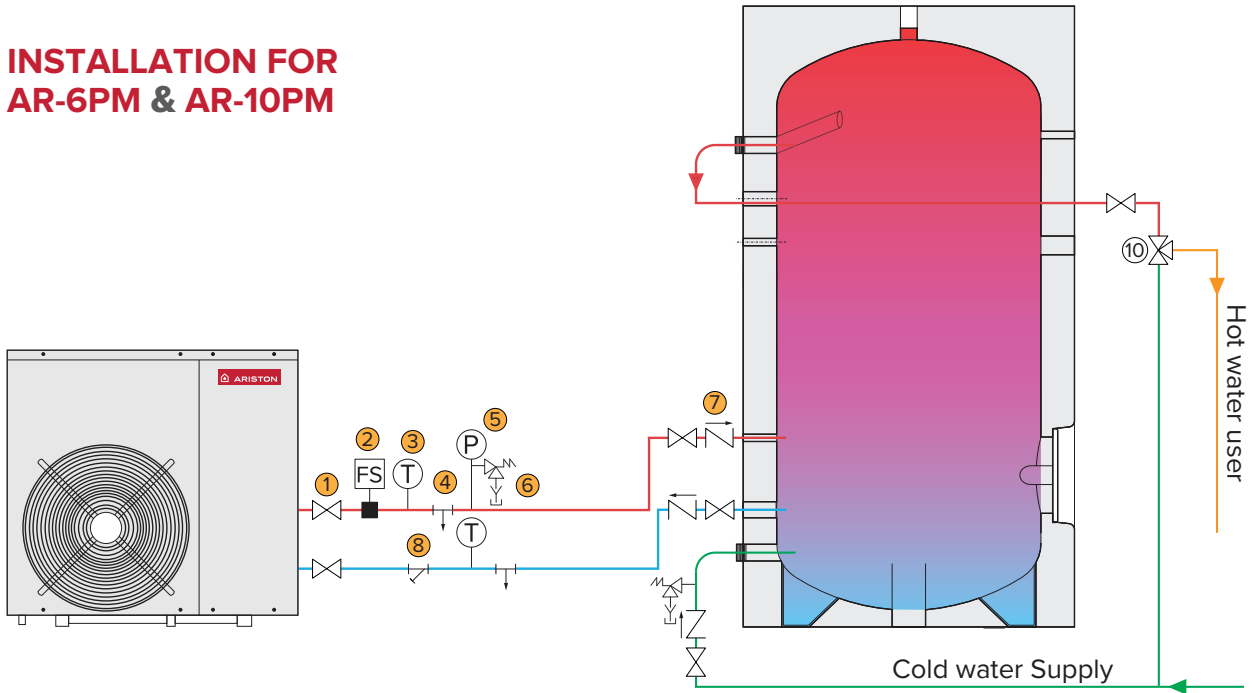 INSTALLATION FOR
AR-6PM & AR-10PM
10
Hot water user
ARISTON
7
5
2
3
P
FS
T
1
4
6
T
8
Cold water Supply